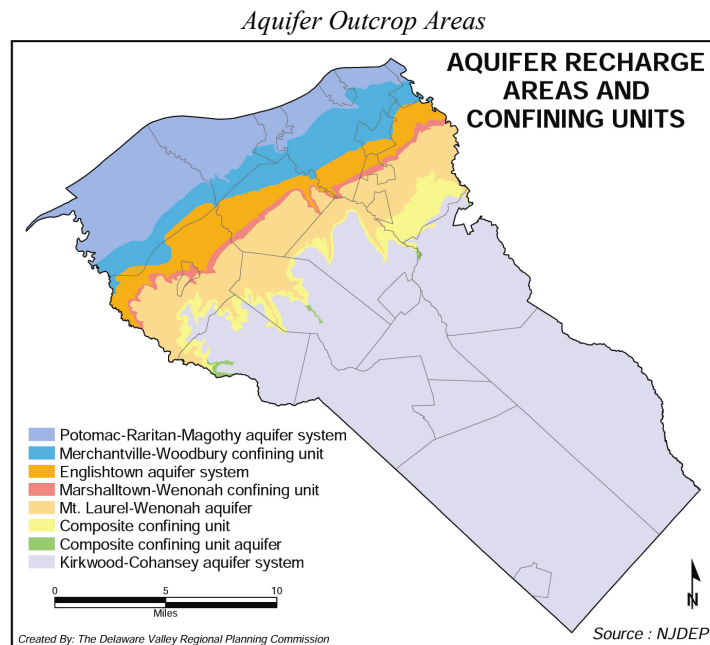 Aquifer Outcrop Areas
AQUIFER RECHARGE
AREAS AND
CONFINING UNITS
Potomac-Raritan-Magothy aquifer system
Merchantville-Woodbury confining unit
Englishtown aquifer system
Marshalltown-Wenonah confining unit
Mt. Laurel-Wenonah aquifer
Composite confining unit
Composite confining unit aquifer
Kirkwood-Cohansey aquifer system
0 5 10
Miles
N
Created By: The Delaware Valley Regional Planning Commission
Source : NJDEP